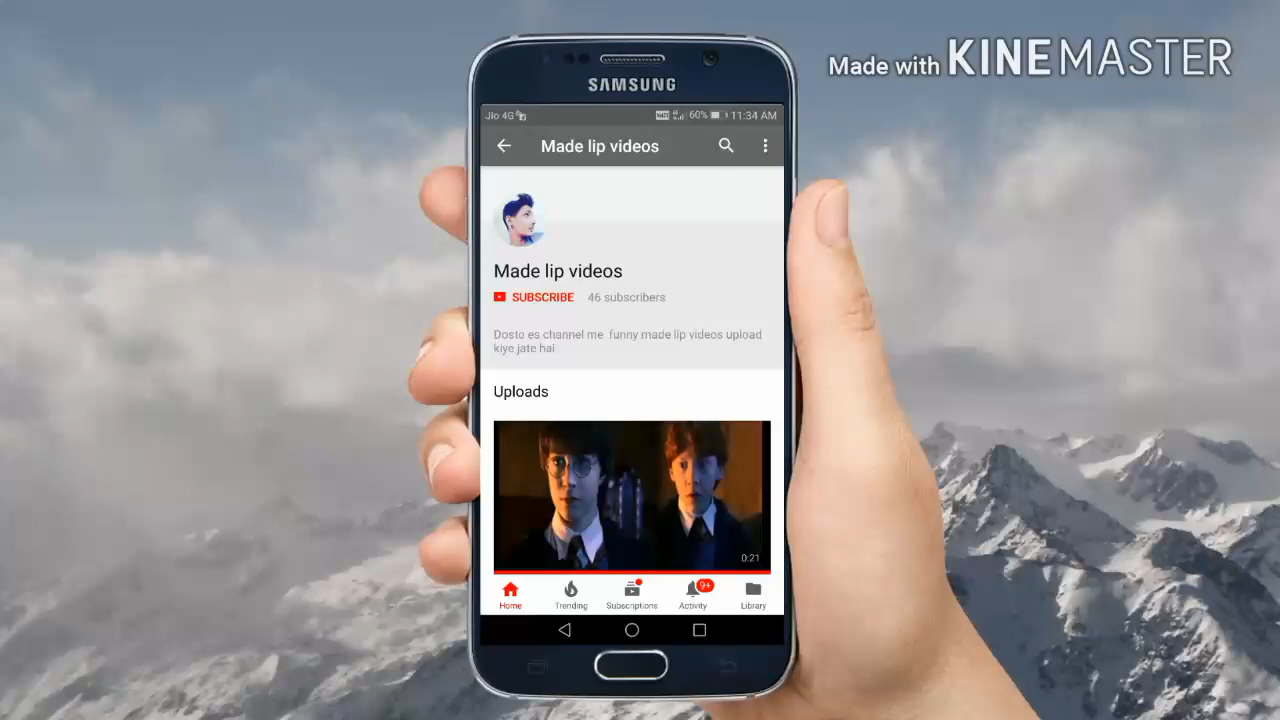 Made with KINEMASTER
SAMSUNG
Jio 4G 60% 11:34 AM
Made lip videos
Made lip videos
SUBSCRIBE 46 subscribers
Dosto es channel me funny made lip videos upload
kiye jate hai
Uploads
0:21
9+
Home Trending Subscriptions Activity Library